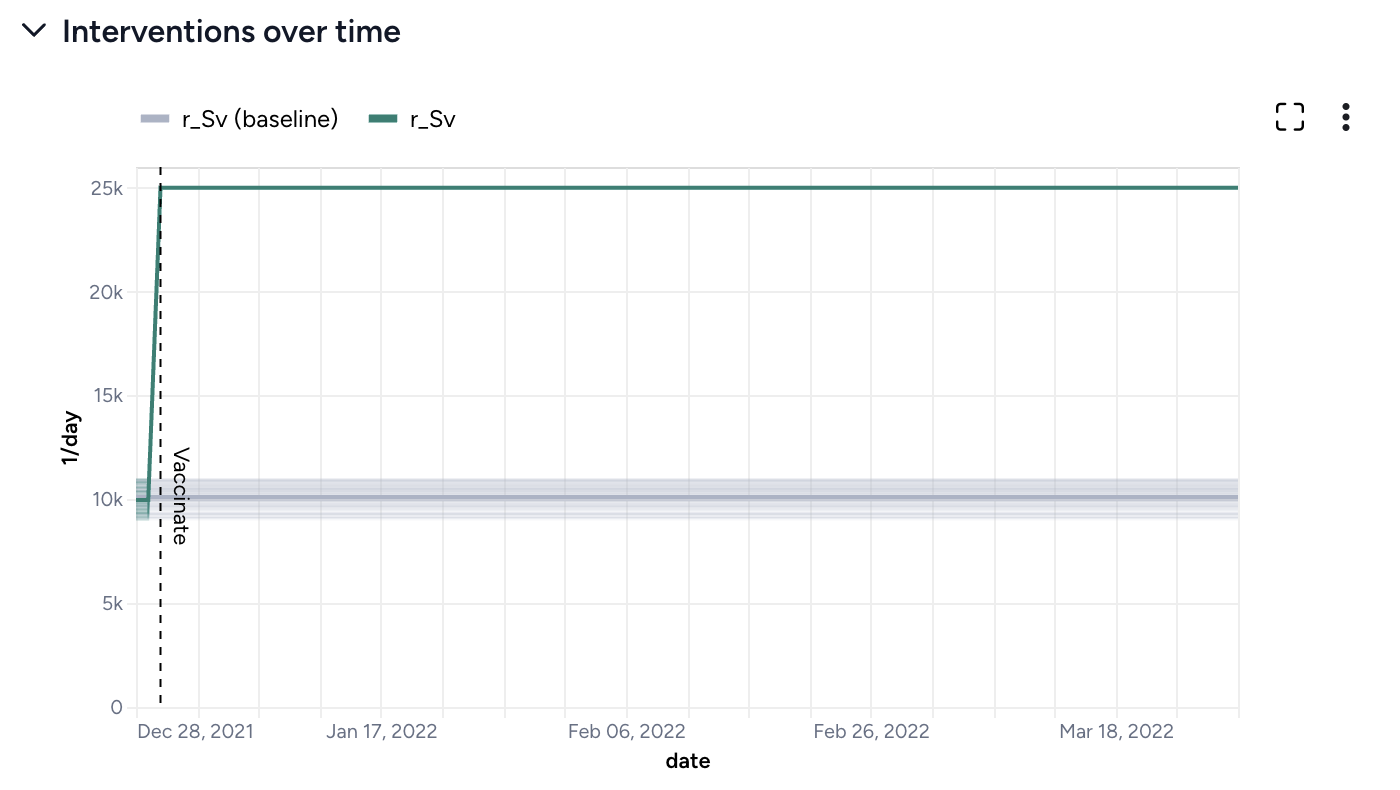 Interventions over time
r_Sv (baseline) r_Sv
25k
20k
15k
10k
5k
0
1/day
Vaccinate
Dec 28, 2021 Jan 17, 2022 Feb 06, 2022 Feb 26, 2022 Mar 18, 2022
date